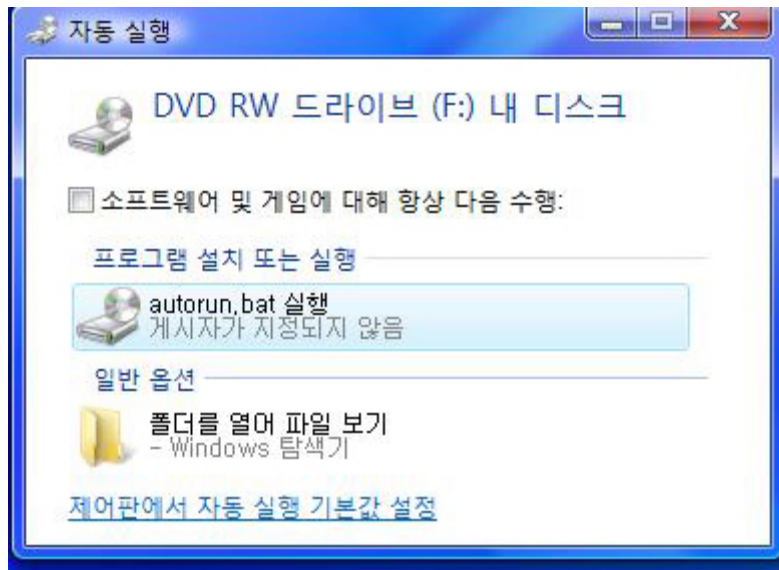 자동 실행
DVD RW 드라이브 (F:) 내 디스크
소프트웨어 및 게임에 대해 항상 다음 수행:
프로그램 설치 또는 실행
autorun.bat 실행
게시자가 지정되지 않음
일반 옵션
폴더를 열어 파일 보기
- Windows 탐색기
제어판에서 자동 실행 기본값 설정